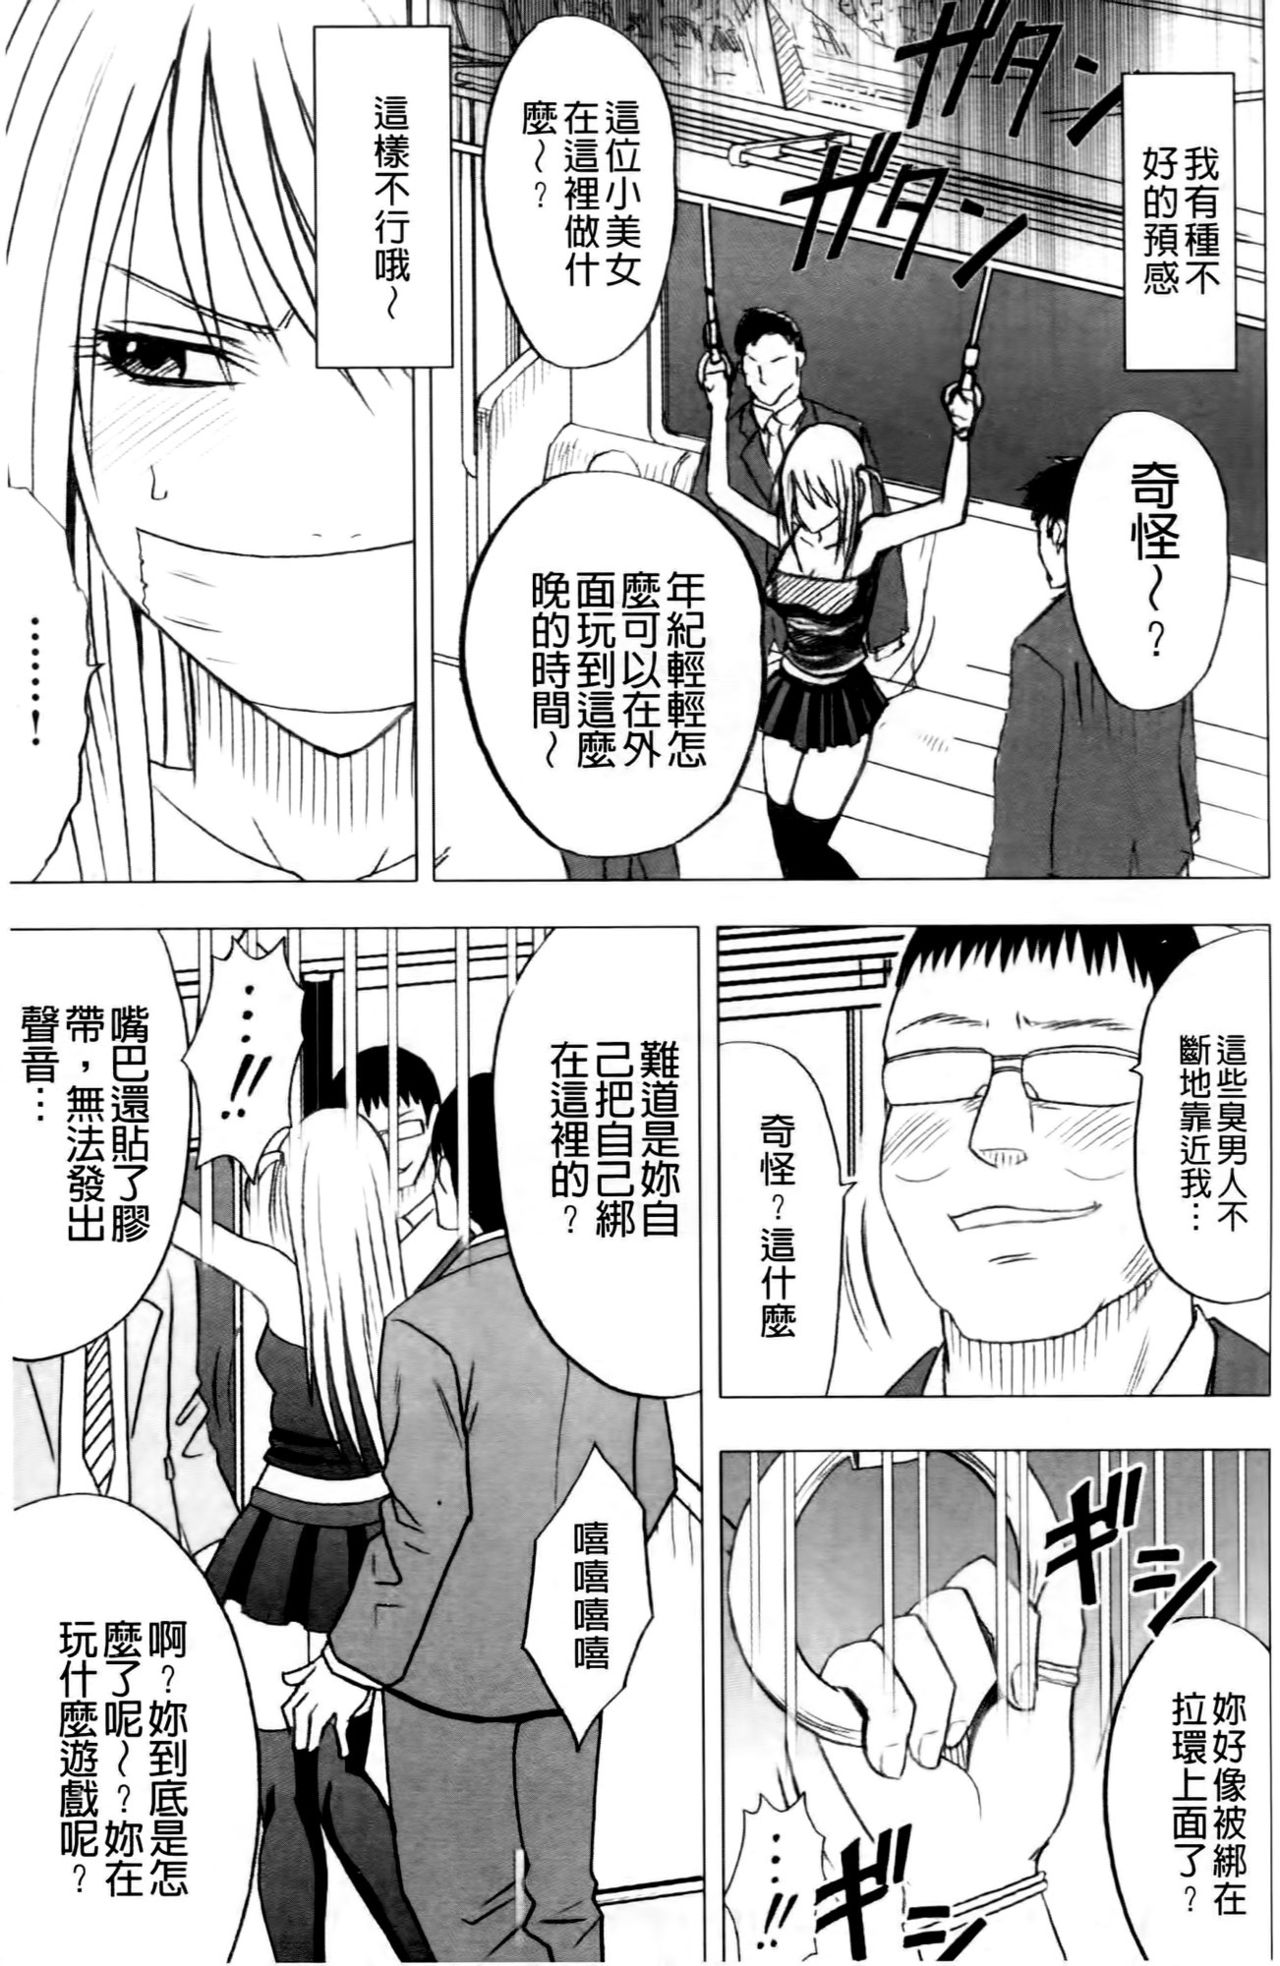 我有種不
好的預感
ガタン
ガタン
奇怪～？
這位小美女
在這裡做什
麼～？
年紀輕輕怎
麼可以在外
面玩到這麼
晚的時間～
這樣不行哦～
……！
這些臭男人不
斷地靠近我…
奇怪？這什麼
ギシ
ギシ
妳好像被綁在
拉環上面了？
…‼
難道是妳自
己把自己綁
在這裡的？
…‼
嘴巴還貼了膠
帶，無法發出
聲音…
嘻嘻嘻嘻
啊？妳到底是怎
麼了呢～？妳在
玩什麼遊戲呢？